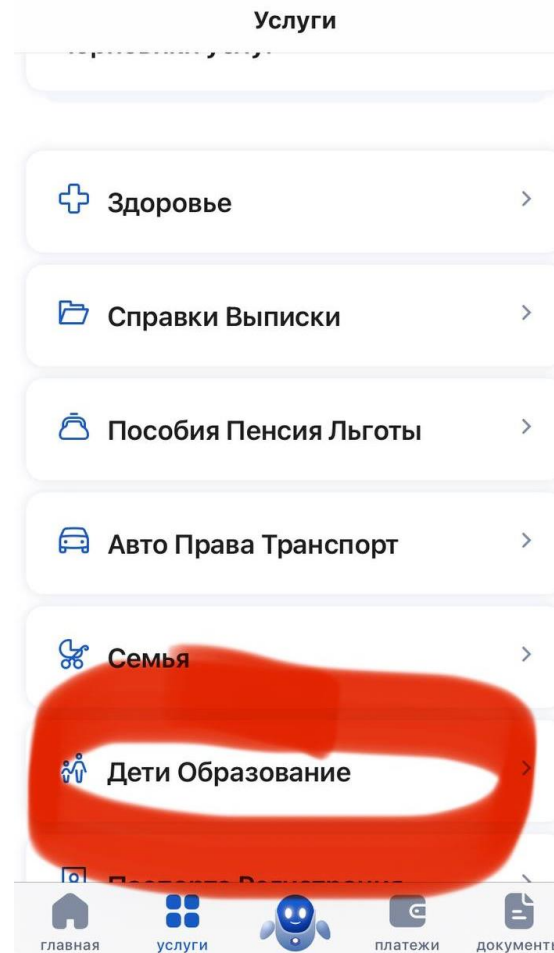 Услуги
Здоровье
Справки Выписки
Пособия Пенсия Льготы
Авто Права Транспорт
Семья
Дети Образование
главная
услуги
платежи
документы